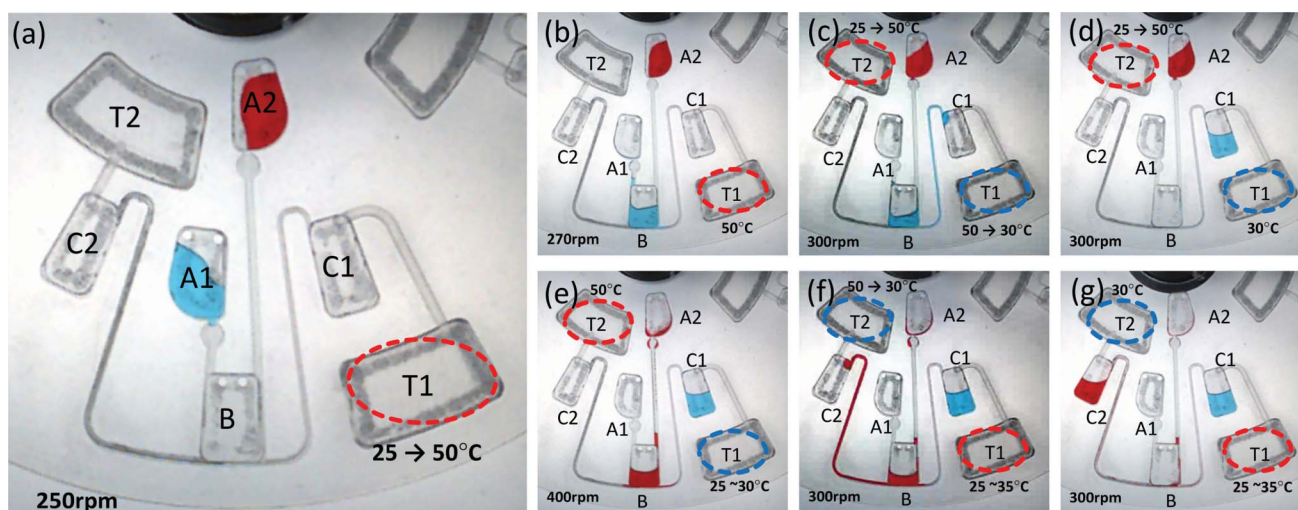 (a)
T2
A2
C2
A1
C1
B
T1
25 → 50°C
250rpm
(b)
T2
A2
C1
C2
A1
T1
270rpm
B
50°C
(c)
25 → 50°C
T2
A2
C1
C2
A1
T1
300rpm
B
50 → 30°C
(d)
25 → 50°C
T2
A2
C1
C2
A1
T1
300rpm
B
30°C
(e)
50°C
T2
A2
C1
C2
A1
T1
400rpm
B
25 ~30°C
(f)
50 → 30°C
T2
A2
C1
C2
A1
T1
300rpm
B
25 ~35°C
(g)
30°C
T2
A2
C1
C2
A1
T1
300rpm
B
25 ~35°C